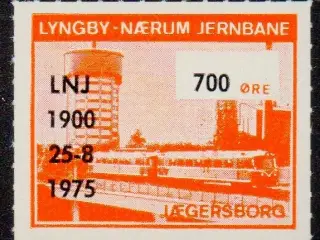 LYNGBY-NÆRUM JERNBANE
LNJ
700 ØRE
1900
25-8
1975
JÆGERSBORG